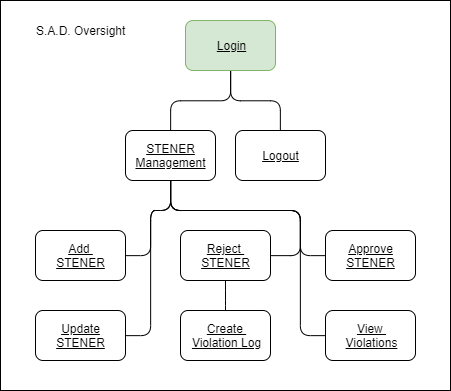 S.A.D. Oversight
Login
STENER
Management
Logout
Add
STENER
Reject
STENER
Approve
STENER
Update
STENER
Create
Violation Log
View
Violations